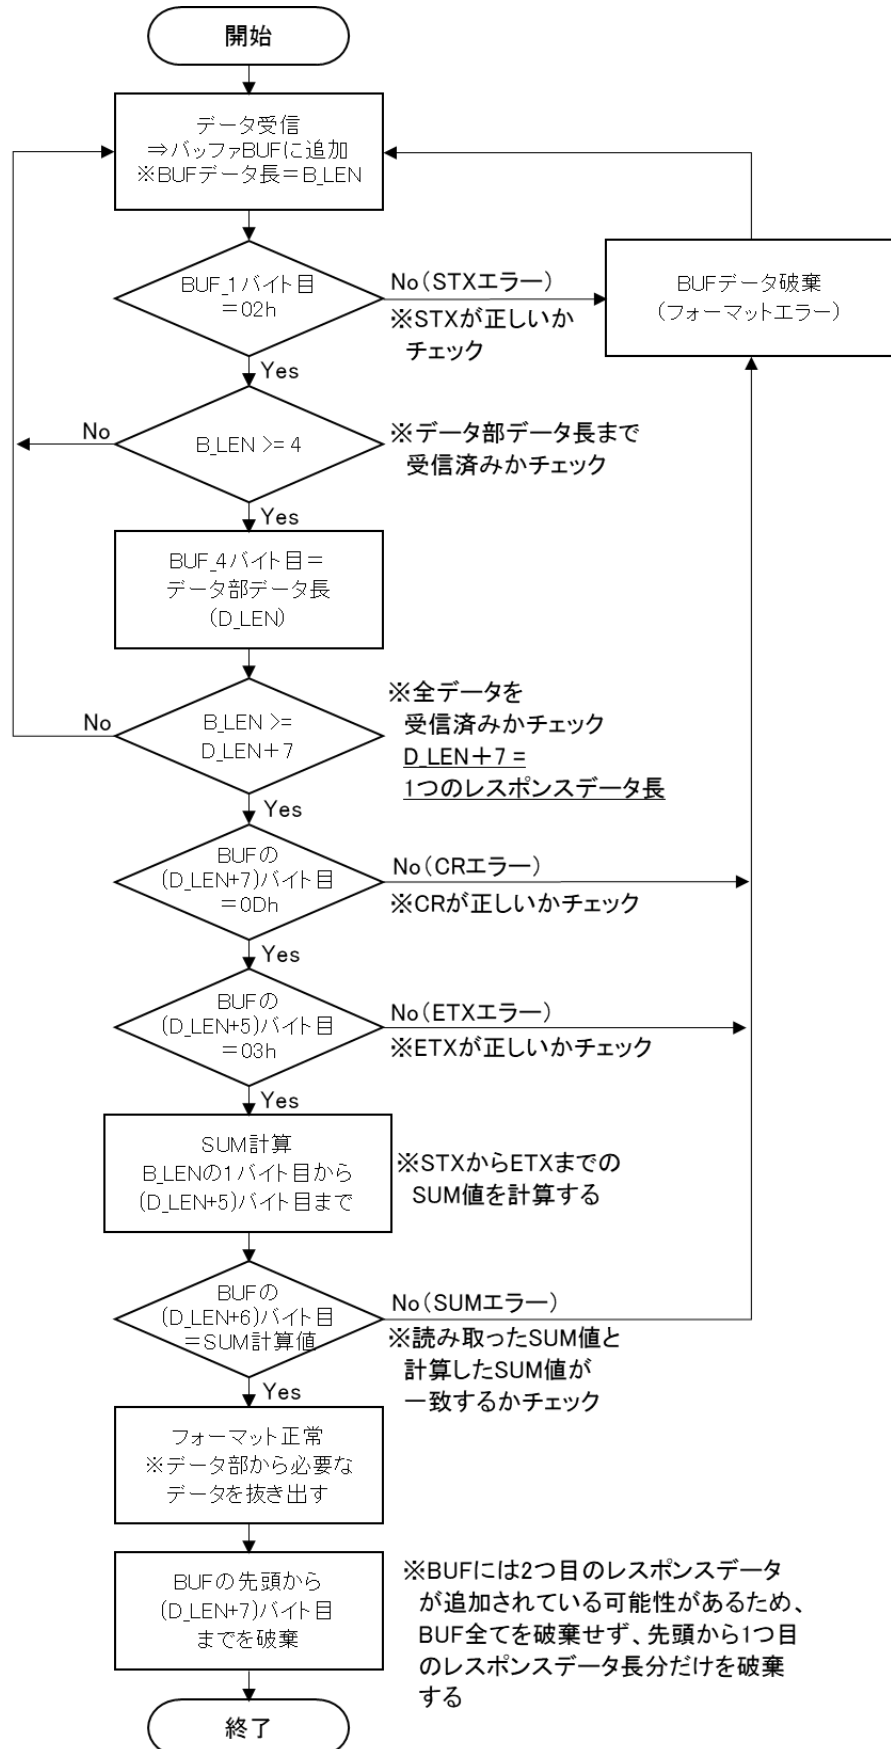 開始
データ受信
⇒バッファBUFに追加
※BUFデータ長＝B_LEN
BUF_1バイト目
＝02h
No（STXエラー）
※STXが正しいか
チェック
BUFデータ破棄
（フォーマットエラー）
Yes
No
B_LEN >= 4
※データ部データ長まで
受信済みかチェック
Yes
BUF_4バイト目＝
データ部データ長
（D_LEN）
No
B_LEN >=
D_LEN＋7
※全データを
受信済みかチェック
D_LEN＋7 =
1つのレスポンスデータ長
Yes
BUFの
(D_LEN+7)バイト目
＝0Dh
No（CRエラー）
※CRが正しいかチェック
Yes
BUFの
(D_LEN+5)バイト目
＝03h
No（ETXエラー）
※ETXが正しいかチェック
Yes
SUM計算
B_LENの1バイト目から
(D_LEN+5)バイト目まで
※STXからETXまでの
SUM値を計算する
BUFの
(D_LEN+6)バイト目
＝SUM計算値
No（SUMエラー）
※読み取ったSUM値と
計算したSUM値が
一致するかチェック
Yes
フォーマット正常
※データ部から必要な
データを抜き出す
BUFの先頭から
(D_LEN+7)バイト目
までを破棄
※BUFには2つ目のレスポンスデータ
が追加されている可能性があるため、
BUF全てを破棄せず、先頭から1つ目
のレスポンスデータ長分だけを破棄
する
終了